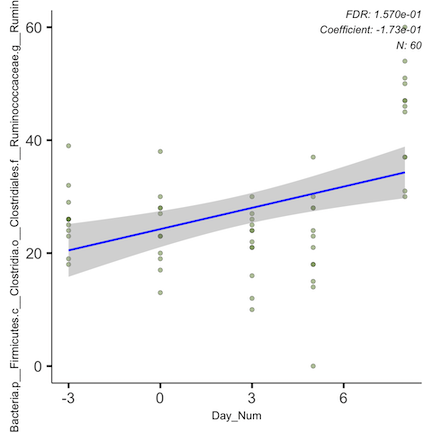 FDR: 1.570e-01
Coefficient: -1.73e-01
N: 60
Bacteria.p__Firmicutes.c__Clostridia.o__Clostridiales.f__Ruminococcaceae.g__Rumin
60
40
20
0
-3 0 3 6
Day_Num